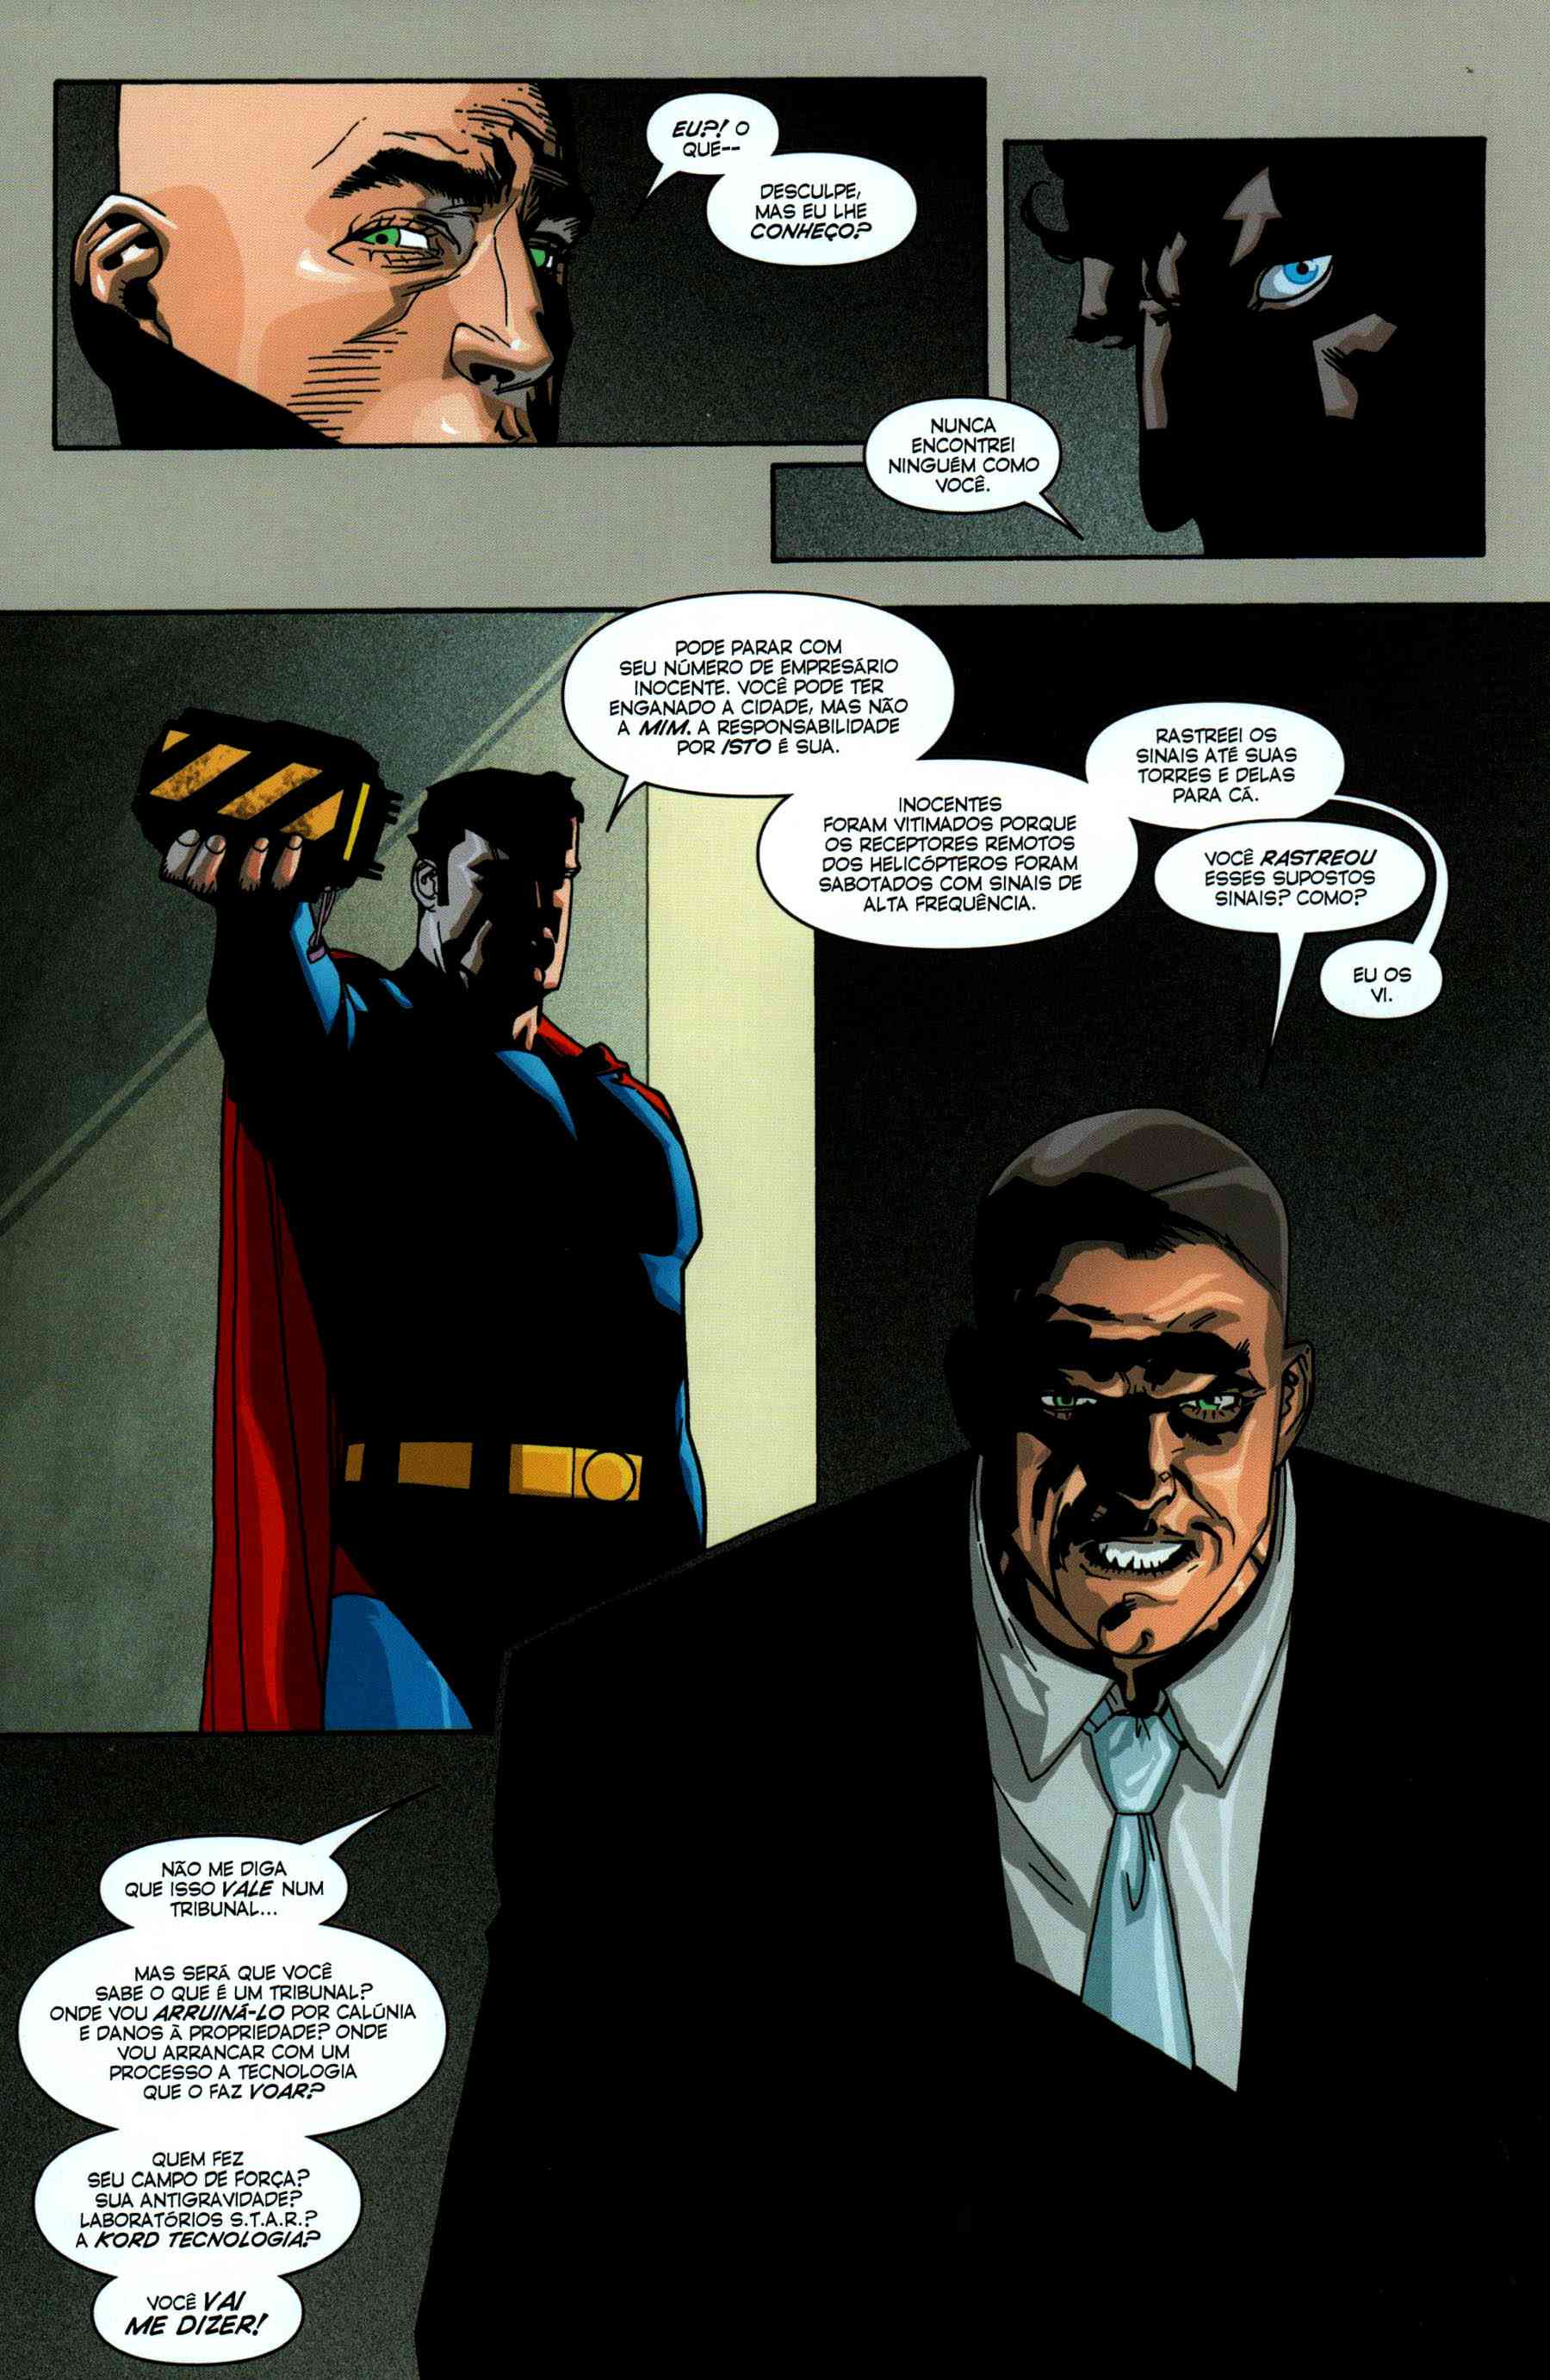 EU?! O
QUE--
DESCULPE,
MAS EU LHE
CONHEÇO?
NUNCA
ENCONTREI
NINGUÉM COMO
VOCÊ.
PODE PARAR COM
SEU NÚMERO DE EMPRESÁRIO
INOCENTE. VOCÊ PODE TER
ENGANADO A CIDADE, MAS NÃO
A MIM. A RESPONSABILIDADE
POR ISTO É SUA.
INOCENTES
FORAM VITIMADOS PORQUE
OS RECEPTORES REMOTOS
DOS HELICÓPTEROS FORAM
SABOTADOS COM SINAIS DE
ALTA FREQUÊNCIA.
RASTREEI OS
SINAIS ATÉ SUAS
TORRES E DELAS
PARA CÁ.
VOCÊ RASTREOU
ESSES SUPOSTOS
SINAIS? COMO?
EU OS
VI.
NÃO ME DIGA
QUE ISSO VALE NUM
TRIBUNAL...
MAS SERÁ QUE VOCÊ
SABE O QUE É UM TRIBUNAL?
ONDE VOU ARRUINÁ-LO POR CALÚNIA
E DANOS À PROPRIEDADE? ONDE
VOU ARRANCAR COM UM
PROCESSO A TECNOLOGIA
QUE O FAZ VOAR?
QUEM FEZ
SEU CAMPO DE FORÇA?
SUA ANTIGRAVIDADE?
LABORATÓRIOS S.T.A.R.?
A KORD TECNOLOGIA?
VOCÊ VAI
ME DIZER!